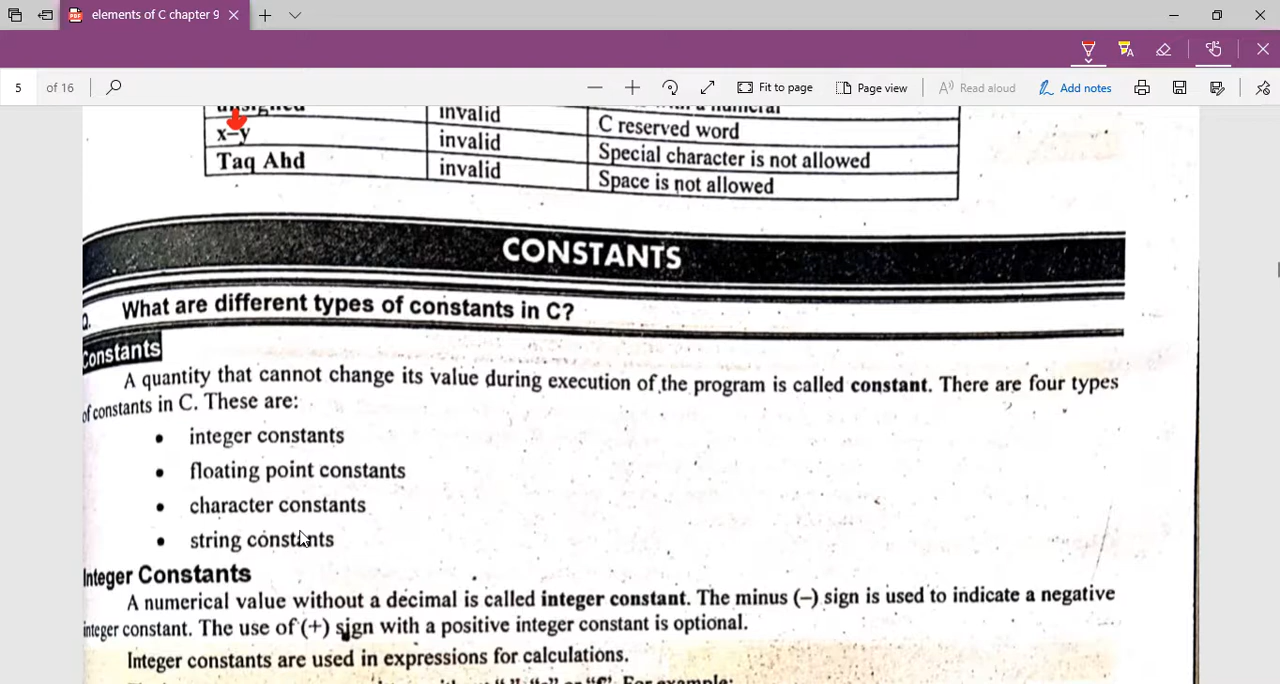 elements of C chapter 9
5 of 16
Fit to page
Page view
Read aloud
Add notes
unsigned invalid
C reserved word
x–y invalid Special character is not allowed
Taq Ahd invalid Space is not allowed
CONSTANTS
Q. What are different types of constants in C?
Constants
A quantity that cannot change its value during execution of the program is called constant. There are four types
of constants in C. These are:
• integer constants
• floating point constants
• character constants
• string constants
Integer Constants
A numerical value without a decimal is called integer constant. The minus (–) sign is used to indicate a negative
integer constant. The use of (+) sign with a positive integer constant is optional.
Integer constants are used in expressions for calculations.
For example: